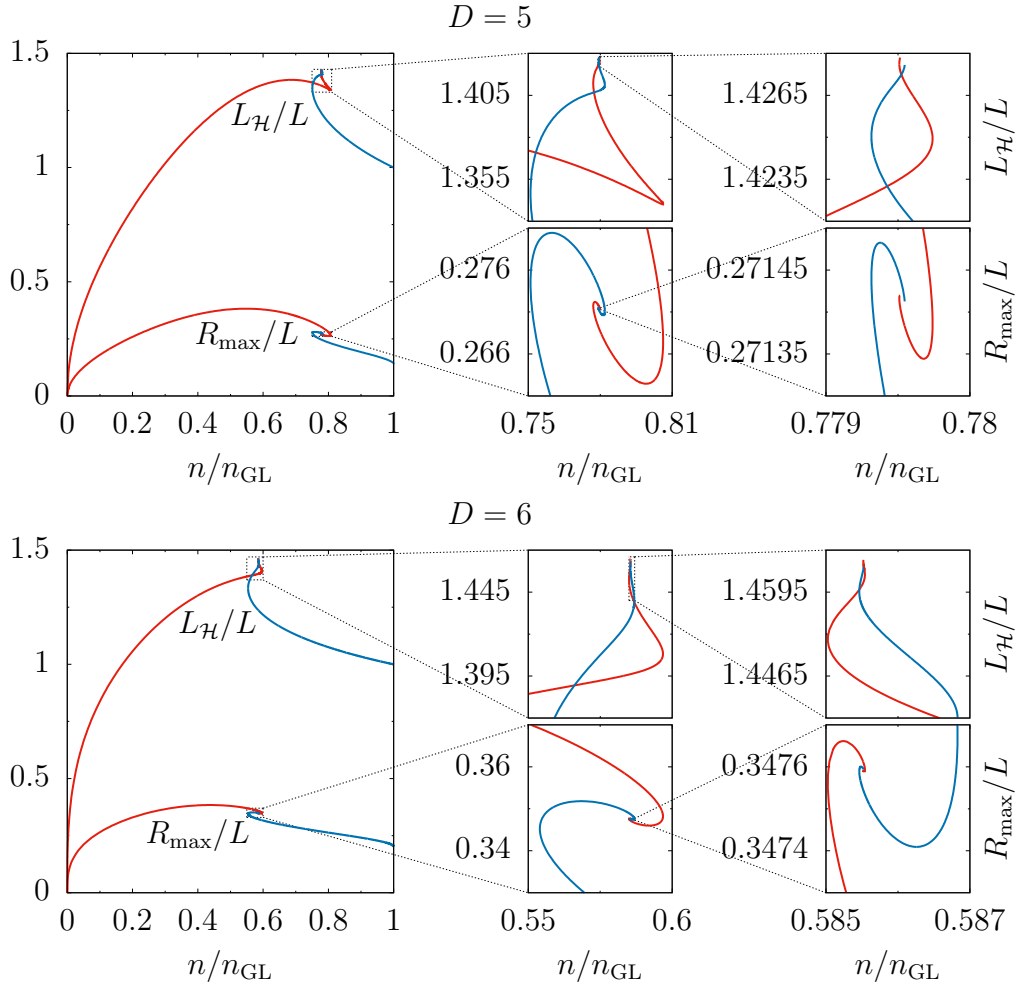 D = 5
1.5
1
0.5
0
L_ℋ/L
R_max/L
0 0.2 0.4 0.6 0.8 1
n/n_GL
1.405
1.355
0.276
0.266
0.75 0.81
n/n_GL
1.4265
1.4235
L_ℋ/L
0.27145
0.27135
R_max/L
0.779 0.78
n/n_GL
D = 6
1.5
1
0.5
0
L_ℋ/L
R_max/L
0 0.2 0.4 0.6 0.8 1
n/n_GL
1.445
1.395
0.36
0.34
0.55 0.6
n/n_GL
1.4595
1.4465
L_ℋ/L
0.3476
0.3474
R_max/L
0.585 0.587
n/n_GL